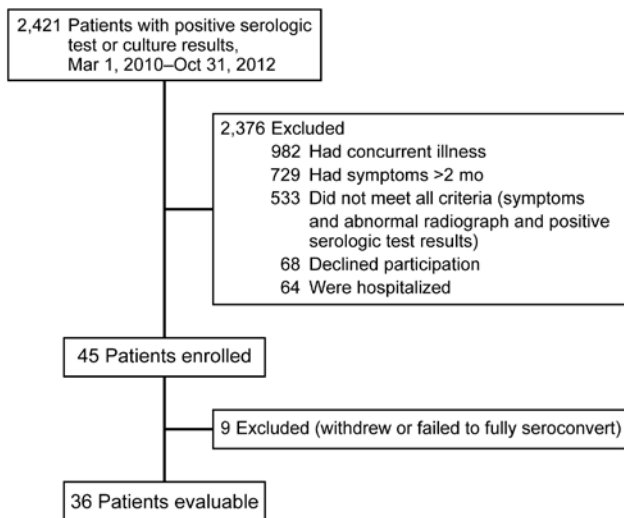 2,421 Patients with positive serologic
test or culture results,
Mar 1, 2010–Oct 31, 2012
2,376 Excluded
982 Had concurrent illness
729 Had symptoms >2 mo
533 Did not meet all criteria (symptoms
and abnormal radiograph and positive
serologic test results)
68 Declined participation
64 Were hospitalized
45 Patients enrolled
9 Excluded (withdrew or failed to fully seroconvert)
36 Patients evaluable